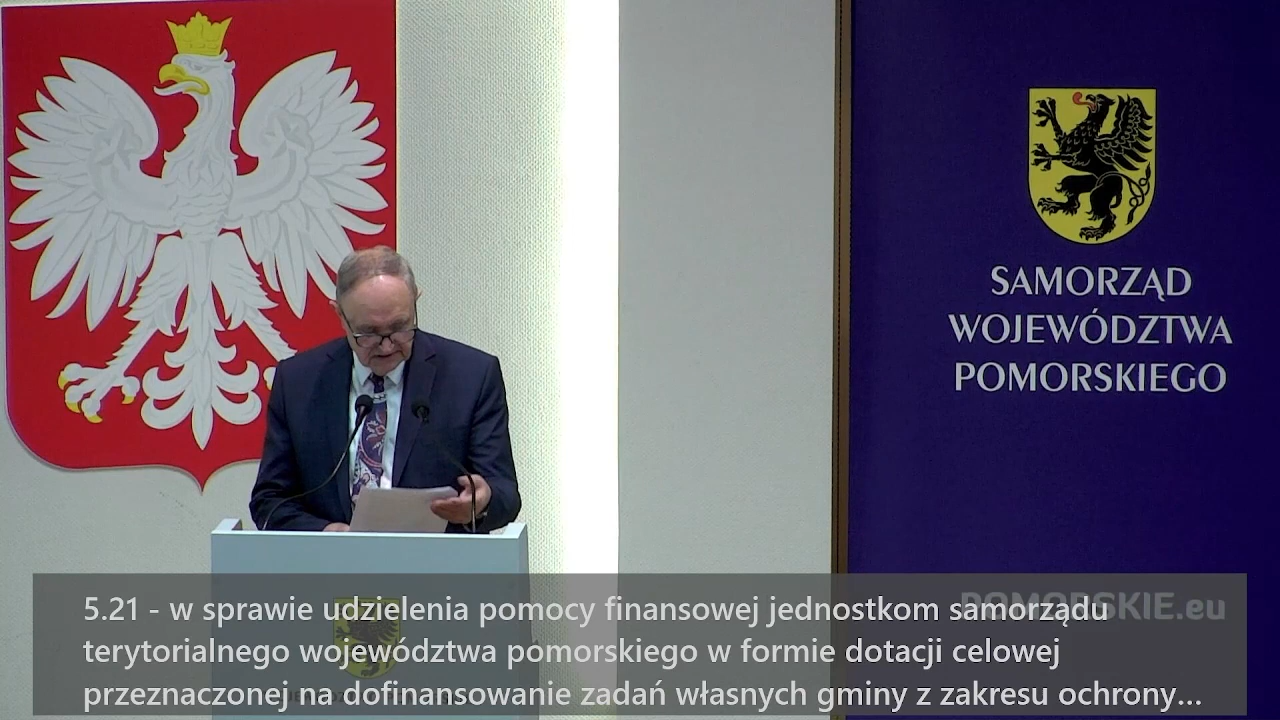 SAMORZĄD
WOJEWÓDZTWA
POMORSKIEGO
POMORSKIE.eu
5.21 - w sprawie udzielenia pomocy finansowej jednostkom samorządu
terytorialnego województwa pomorskiego w formie dotacji celowej
przeznaczonej na dofinansowanie zadań własnych gminy z zakresu ochrony...